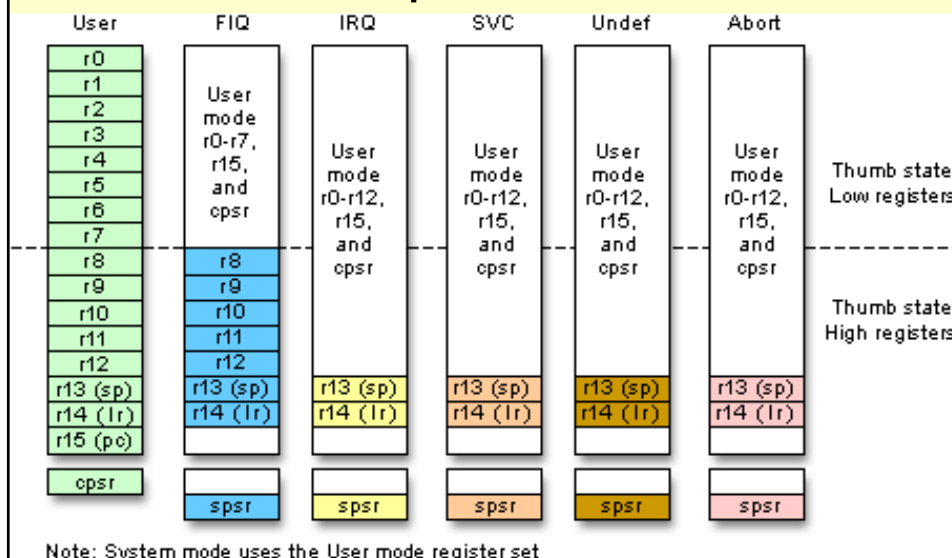 User FIQ IRQ SVC Undef Abort
r0
r1
r2
r3
r4
r5
r6
r7
r8
r9
r10
r11
r12
r13 (sp)
r14 (lr)
r15 (pc)
cpsr
User
mode
r0-r7,
r15,
and
cpsr
r8
r9
r10
r11
r12
r13 (sp)
r14 (lr)
spsr
User
mode
r0-r12,
r15,
and
cpsr
r13 (sp)
r14 (lr)
spsr
User
mode
r0-r12,
r15,
and
cpsr
r13 (sp)
r14 (lr)
spsr
User
mode
r0-r12,
r15,
and
cpsr
r13 (sp)
r14 (lr)
spsr
User
mode
r0-r12,
r15,
and
cpsr
r13 (sp)
r14 (lr)
spsr
Thumb state
Low registers
Thumb state
High registers
Note: System mode uses the User mode register set